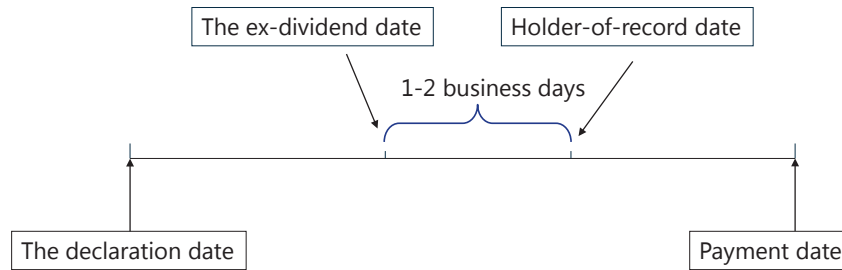 The ex-dividend date
Holder-of-record date
1-2 business days
The declaration date
Payment date